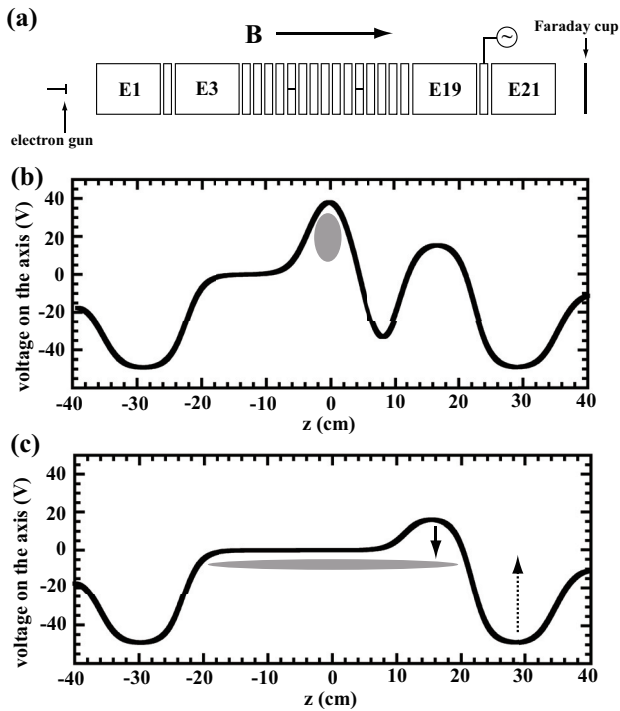 (a)
B
Faraday cup
~
E1 E3 E19 E21
electron gun
(b)
voltage on the axis (V)
40
20
0
-20
-40
-40 -30 -20 -10 0 10 20 30 40
z (cm)
(c)
voltage on the axis (V)
40
20
0
-20
-40
-40 -30 -20 -10 0 10 20 30 40
z (cm)